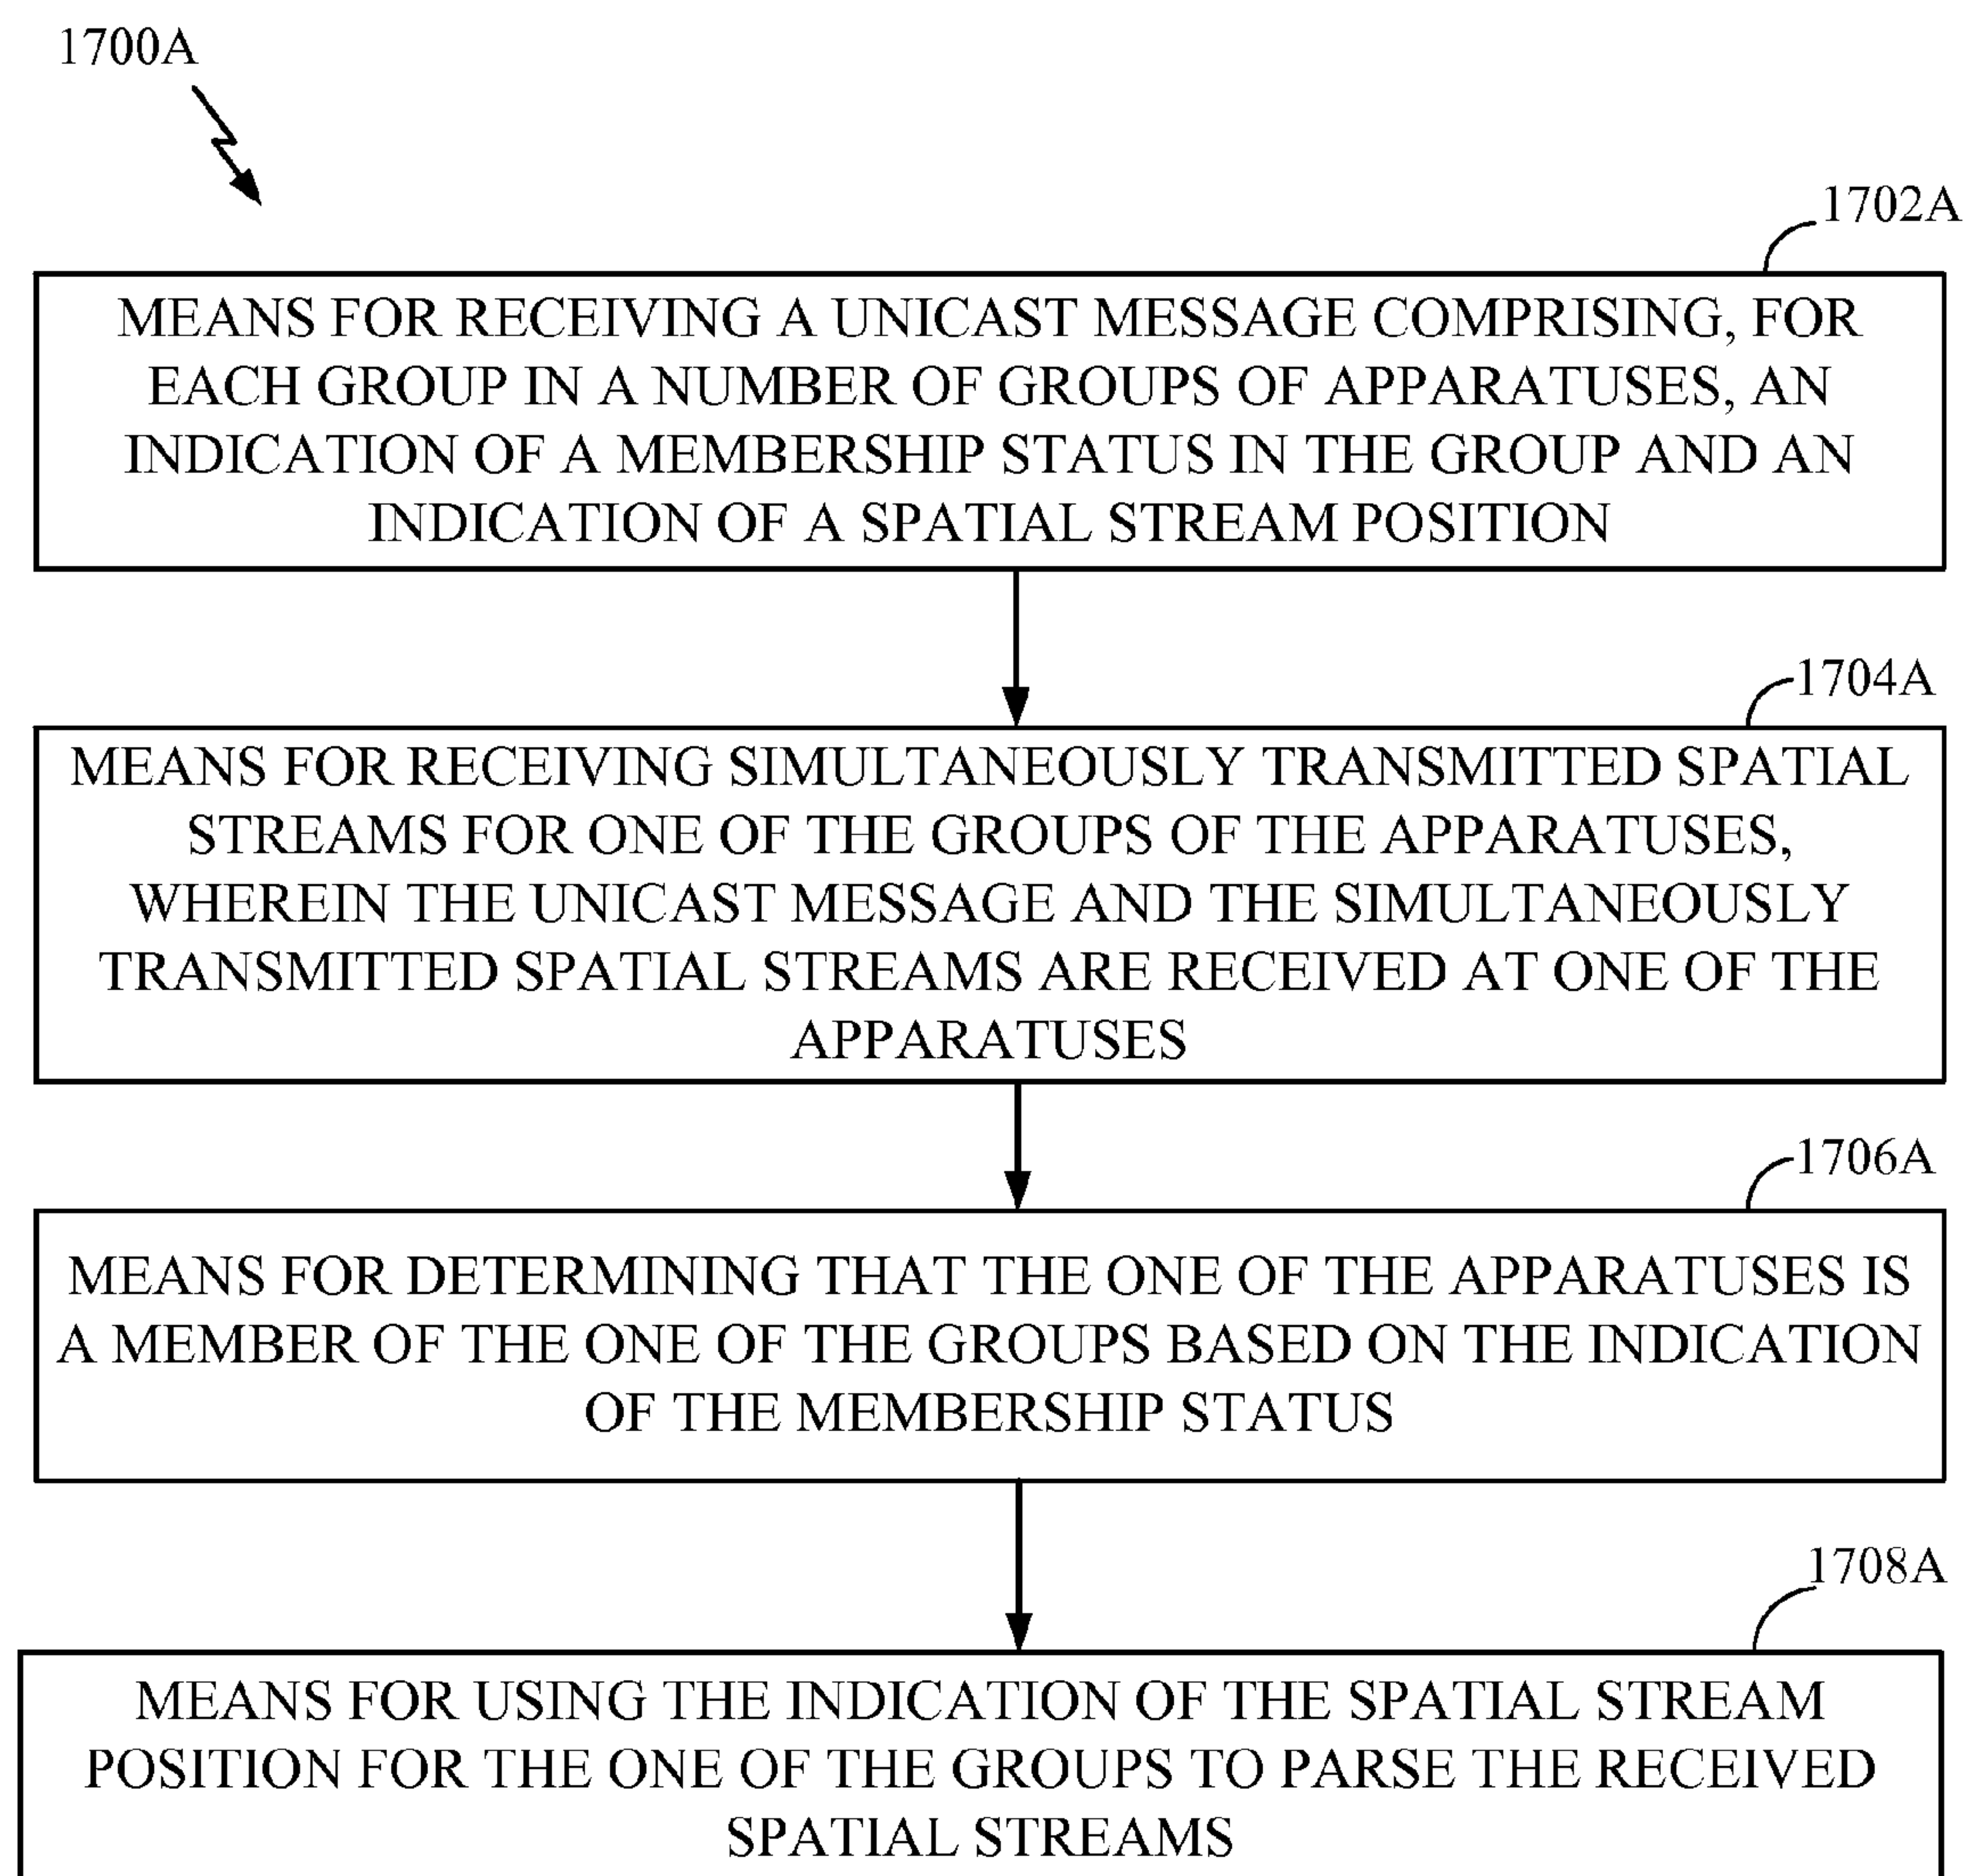 1700A
1702A
MEANS FOR RECEIVING A UNICAST MESSAGE COMPRISING, FOR
EACH GROUP IN A NUMBER OF GROUPS OF APPARATUSES, AN
INDICATION OF A MEMBERSHIP STATUS IN THE GROUP AND AN
INDICATION OF A SPATIAL STREAM POSITION
1704A
MEANS FOR RECEIVING SIMULTANEOUSLY TRANSMITTED SPATIAL
STREAMS FOR ONE OF THE GROUPS OF THE APPARATUSES,
WHEREIN THE UNICAST MESSAGE AND THE SIMULTANEOUSLY
TRANSMITTED SPATIAL STREAMS ARE RECEIVED AT ONE OF THE
APPARATUSES
1706A
MEANS FOR DETERMINING THAT THE ONE OF THE APPARATUSES IS
A MEMBER OF THE ONE OF THE GROUPS BASED ON THE INDICATION
OF THE MEMBERSHIP STATUS
1708A
MEANS FOR USING THE INDICATION OF THE SPATIAL STREAM
POSITION FOR THE ONE OF THE GROUPS TO PARSE THE RECEIVED
SPATIAL STREAMS